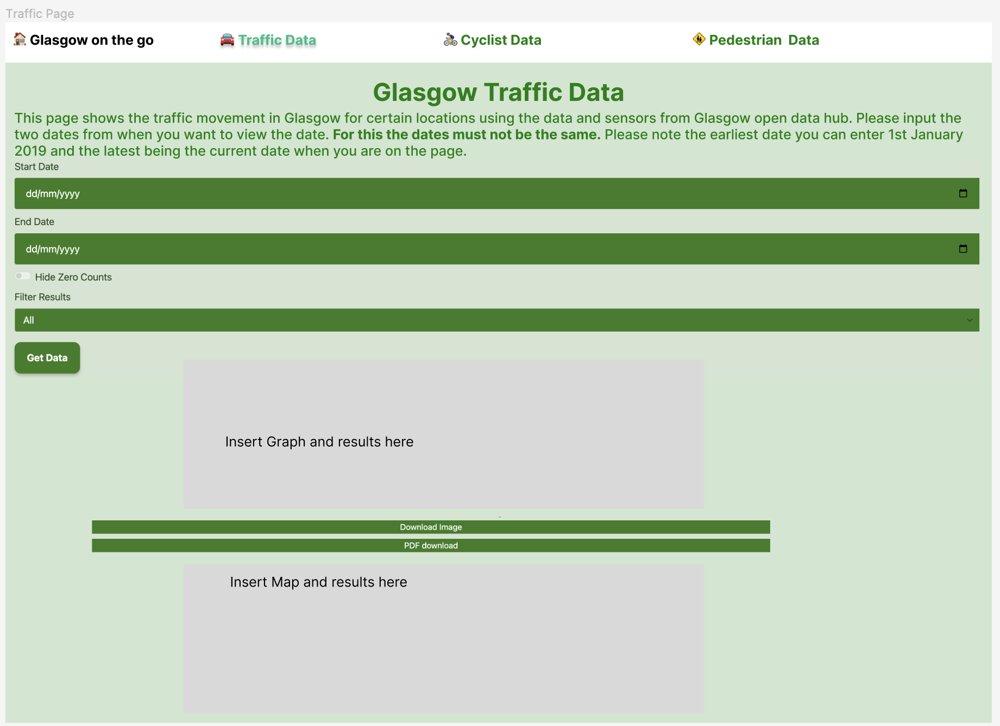 Traffic Page
Glasgow on the go
Traffic Data
Cyclist Data
Pedestrian Data
Glasgow Traffic Data
This page shows the traffic movement in Glasgow for certain locations using the data and sensors from Glasgow open data hub. Please input the
two dates from when you want to view the date. For this the dates must not be the same. Please note the earliest date you can enter 1st January
2019 and the latest being the current date when you are on the page.
Start Date
dd/mm/yyyy
End Date
dd/mm/yyyy
Hide Zero Counts
Filter Results
All
Get Data
Insert Graph and results here
Download Image
PDF download
Insert Map and results here